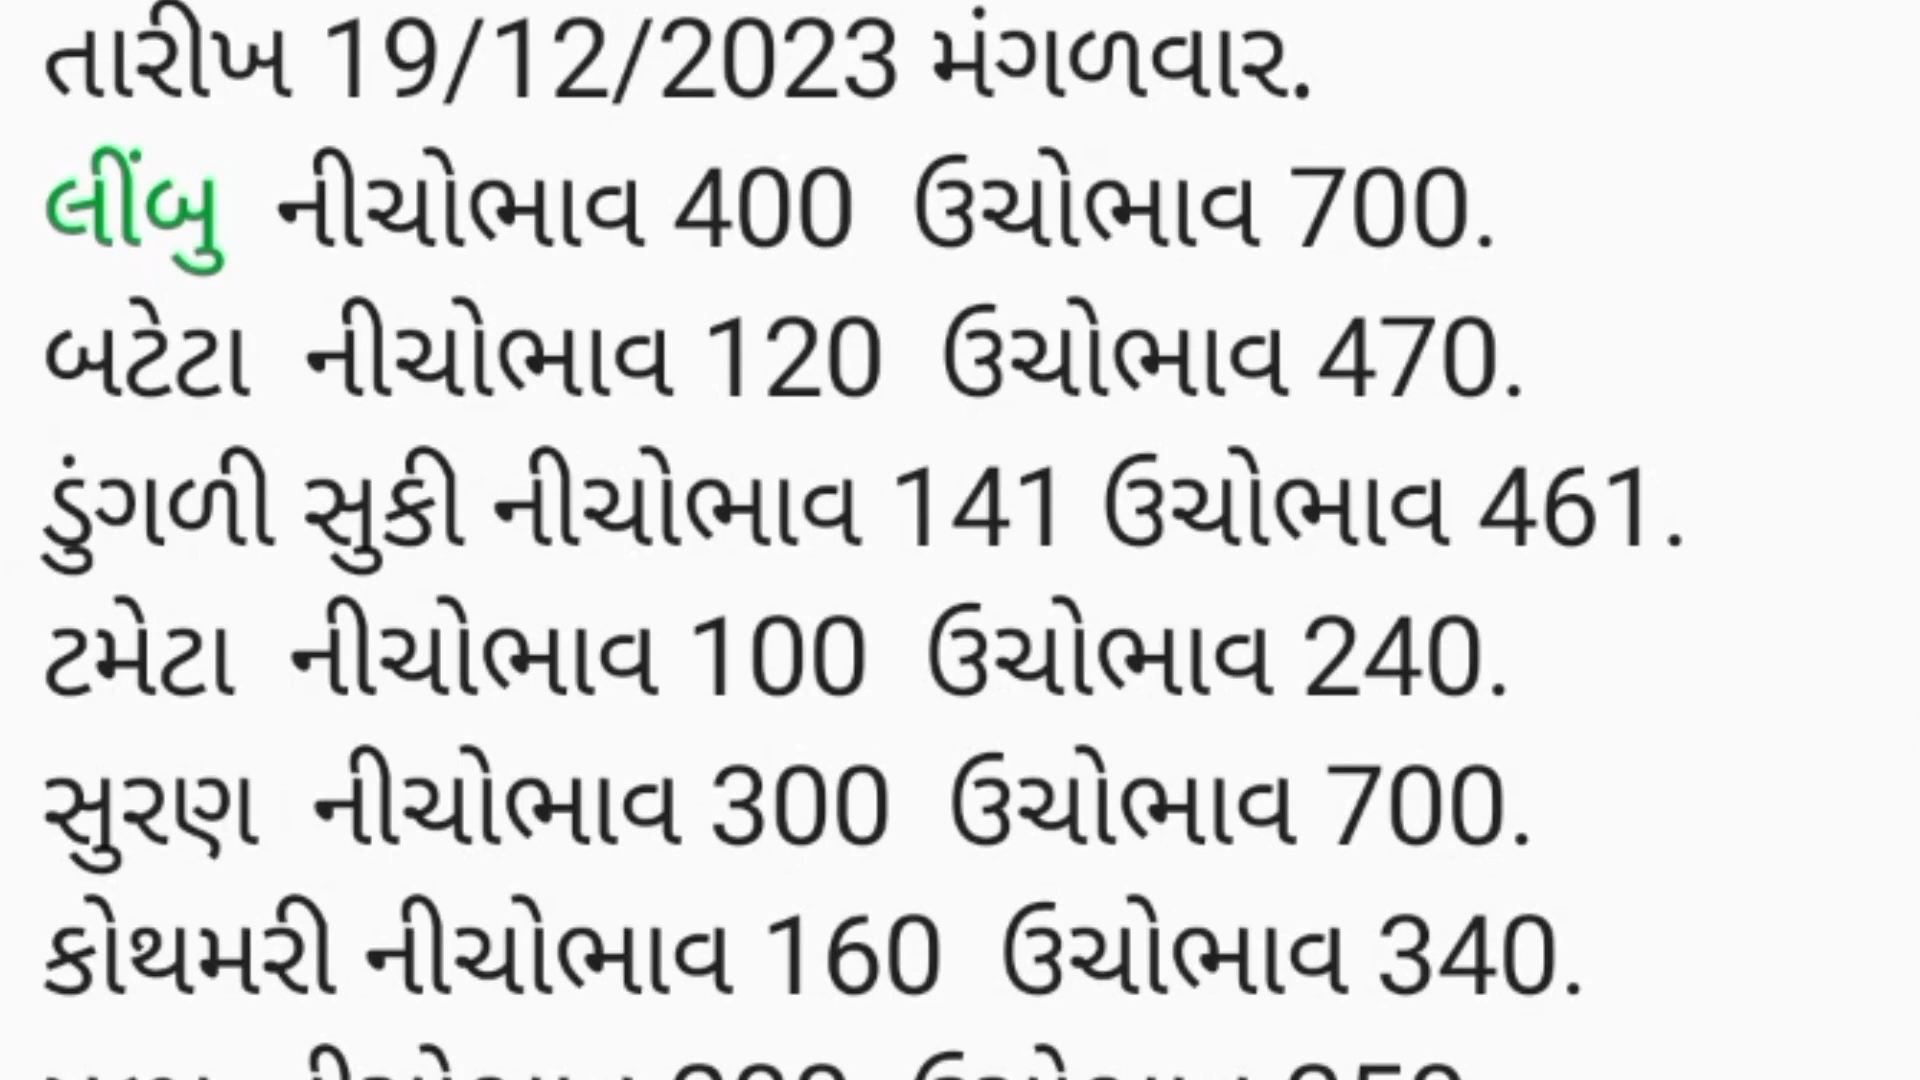 તારીખ 19/12/2023 મંગળવાર.
લીંબુ નીચોભાવ 400 ઉચોભાવ 700.
બટેટા નીચોભાવ 120 ઉચોભાવ 470.
ડુંગળી સુકી નીચોભાવ 141 ઉચોભાવ 461.
ટમેટા નીચોભાવ 100 ઉચોભાવ 240.
સુરણ નીચોભાવ 300 ઉચોભાવ 700.
કોથમરી નીચોભાવ 160 ઉચોભાવ 340.
નીચોભાવ ઉચોભાવ